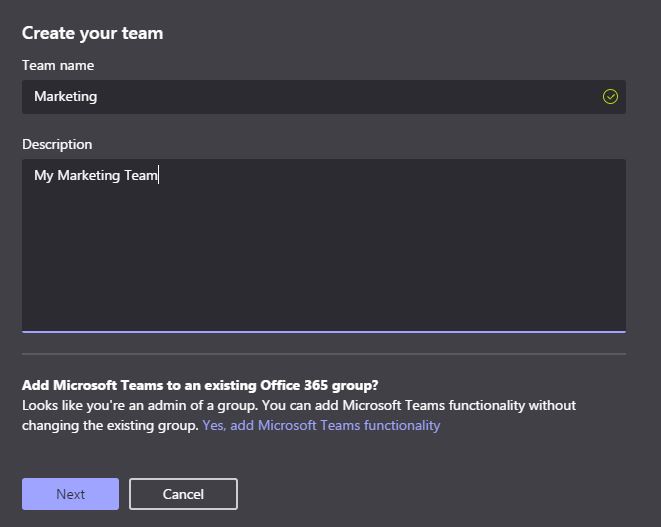 Create your team
Team name
Marketing
Description
My Marketing Team
Add Microsoft Teams to an existing Office 365 group?
Looks like you're an admin of a group. You can add Microsoft Teams functionality without
changing the existing group. Yes, add Microsoft Teams functionality
Next
Cancel